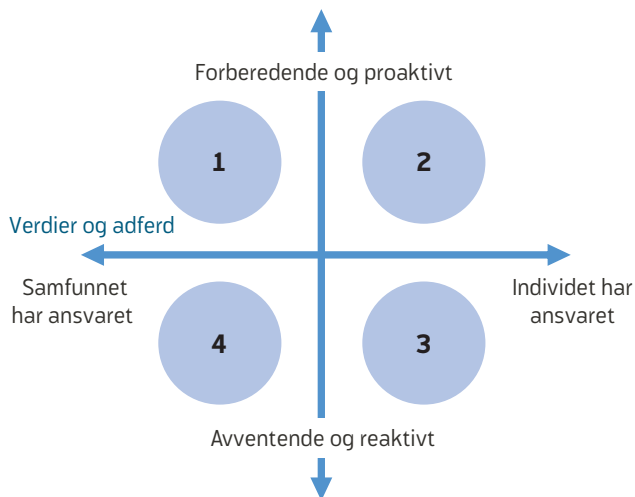 Forberedende og proaktivt
1
2
Verdier og adferd
Samfunnet
har ansvaret
Individet har
ansvaret
4
3
Avventende og reaktivt